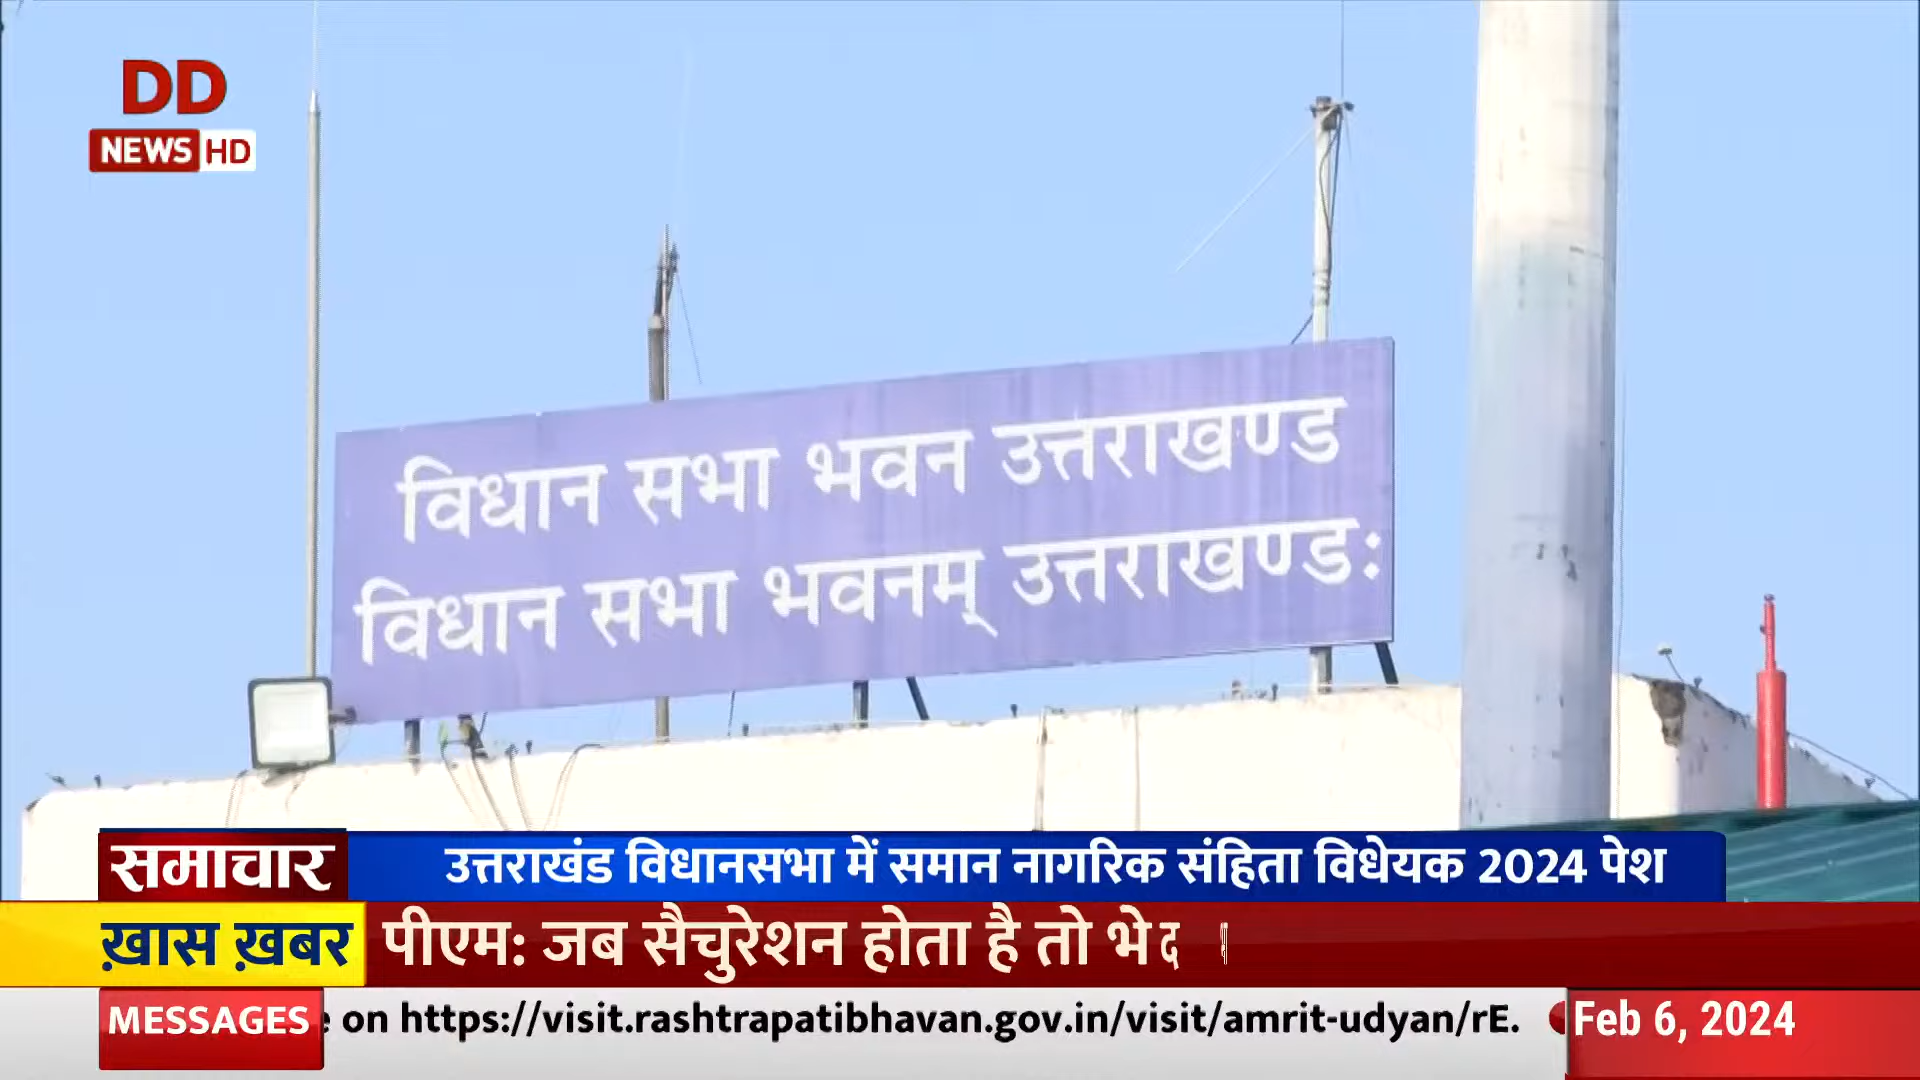 DD
NEWS HD
विधान सभा भवन उत्तराखण्ड
विधान सभा भवनम् उत्तराखण्ड:
समाचार
उत्तराखंड विधानसभा में समान नागरिक संहिता विधेयक 2024 पेश
ख़ास ख़बर
पीएम: जब सैचुरेशन होता है तो भेद
MESSAGES
on https://visit.rashtrapatibhavan.gov.in/visit/amrit-udyan/rE.
Feb 6, 2024